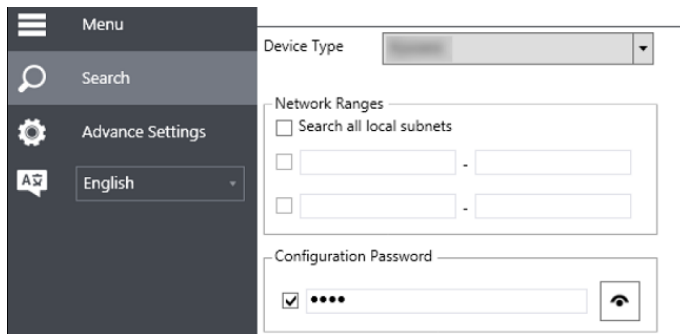 Menu
Search
Advance Settings
English
Device Type
Network Ranges
Search all local subnets
-
-
Configuration Password
••••